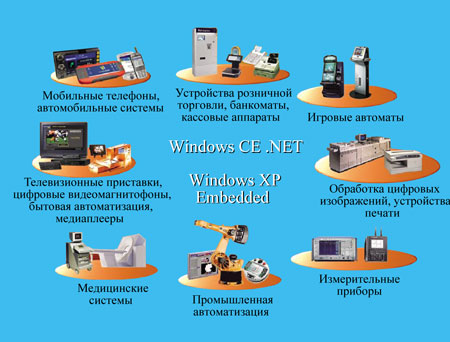 Мобильные телефоны,
автомобильные системы
Устройства розничной
торговли, банкоматы,
кассовые аппараты
Игровые автоматы
Windows CE .NET
Windows XP
Embedded
Телевизионные приставки,
цифровые видеомагнитофоны,
бытовая автоматизация,
медиаплееры
Обработка цифровых
изображений, устройства
печати
Медицинские
системы
Промышленная
автоматизация
Измерительные
приборы